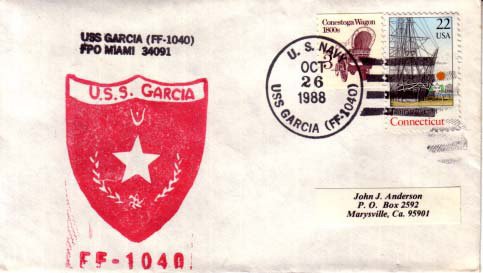 USS GARCIA (FF-1040)
FPO MIAMI 34091
Conestoga Wagon
1800s
22
USA
Connecticut
U. S. NAVY
OCT
26
1988
USS GARCIA (FF-1040)
U.S.S. GARCIA
FF-1040
John J. Anderson
P. O. Box 2592
Marysville, Ca. 95901